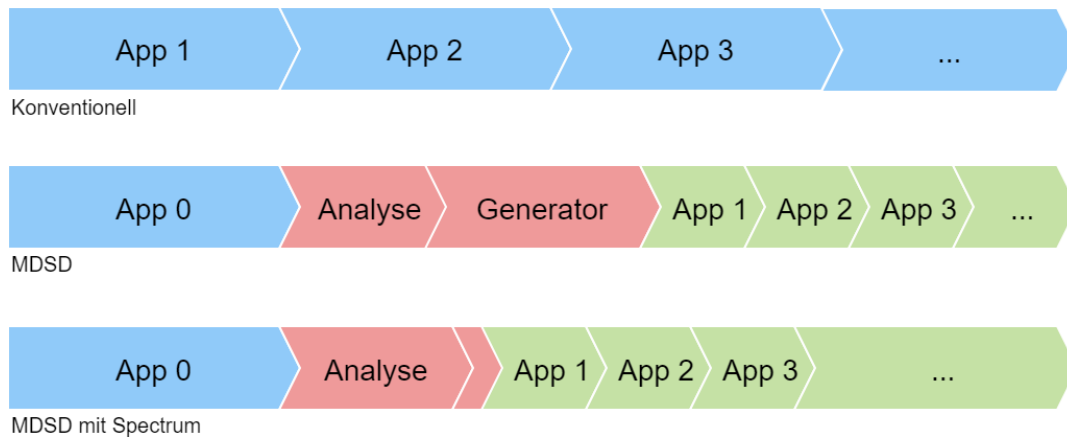 App 1 App 2 App 3 ...
Konventionell
App 0 Analyse Generator App 1 App 2 App 3 ...
MDSD
App 0 Analyse App 1 App 2 App 3 ...
MDSD mit Spectrum